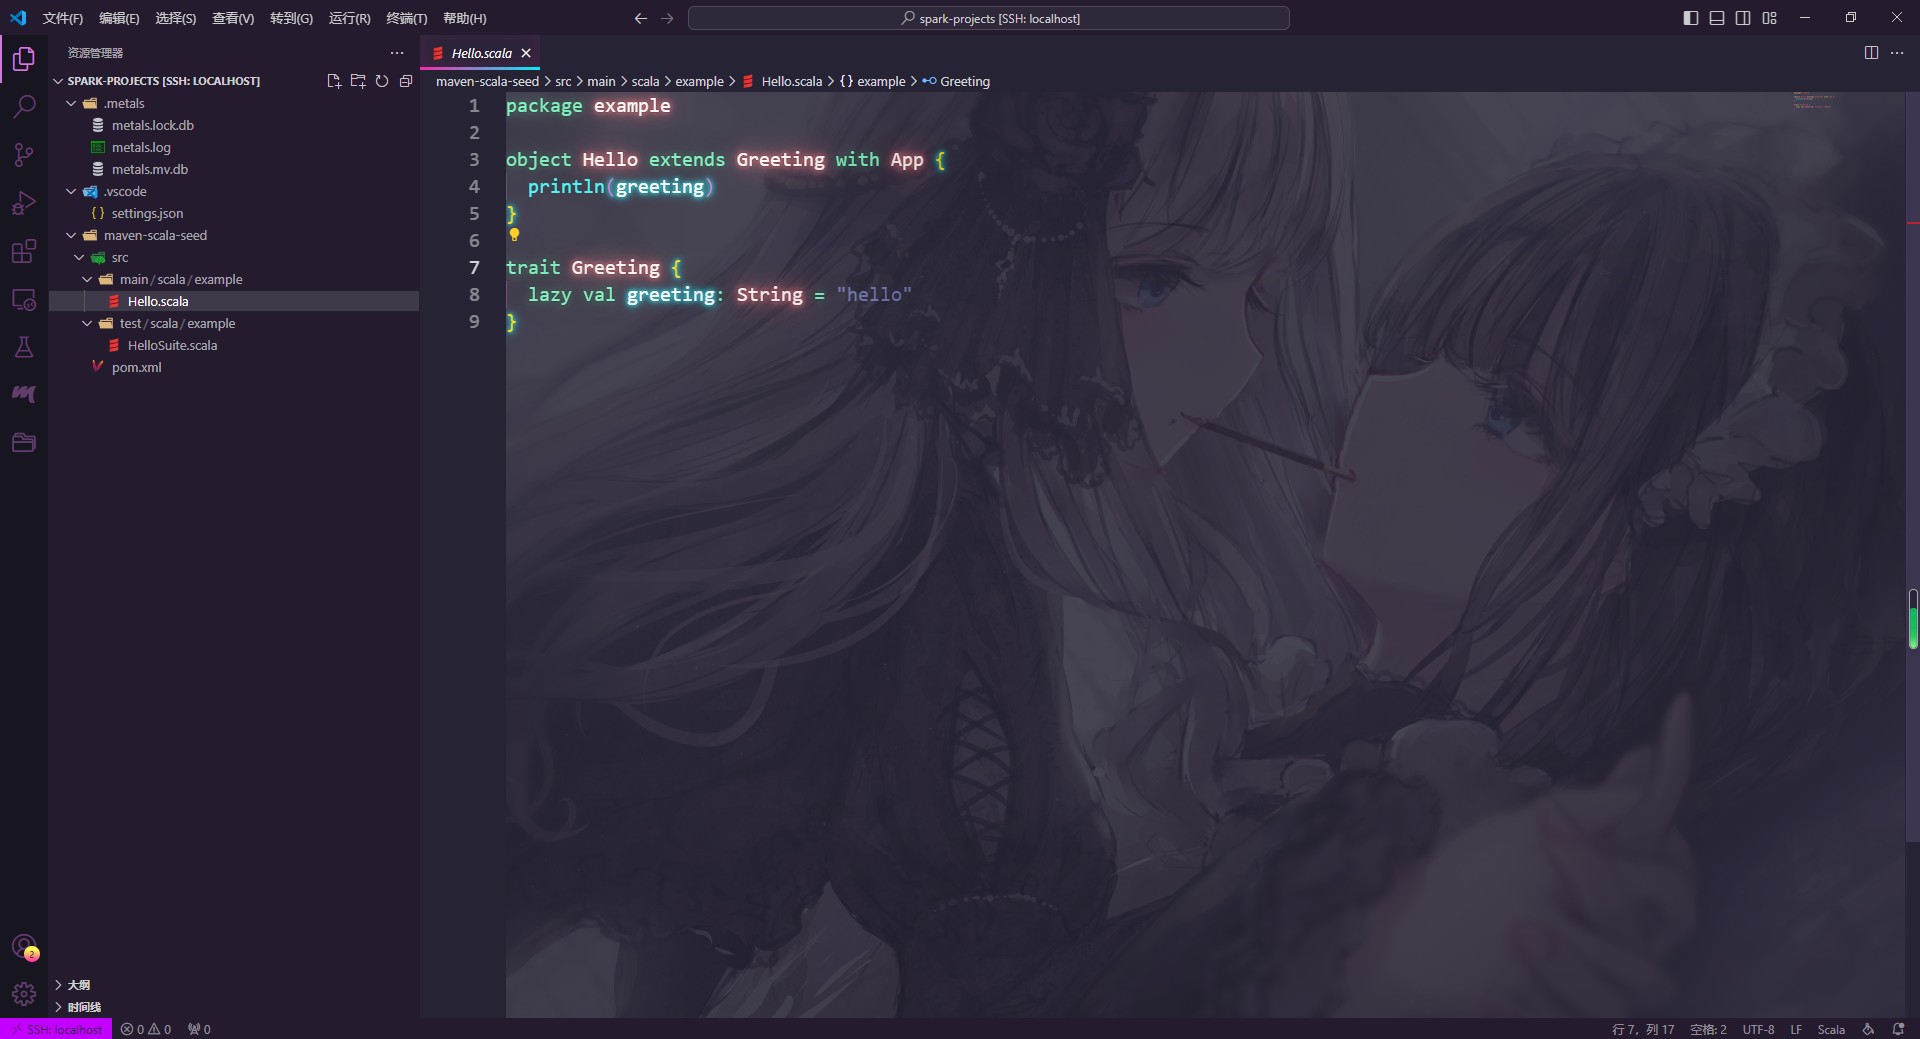 文件(F) 编辑(E) 选择(S) 查看(V) 转到(G) 运行(R) 终端(T) 帮助(H) spark-projects [SSH: localhost]
资源管理器
SPARK-PROJECTS [SSH: LOCALHOST]
.metals
metals.lock.db
metals.log
metals.mv.db
.vscode
settings.json
maven-scala-seed
src
main/scala/example
Hello.scala
test/scala/example
HelloSuite.scala
pom.xml
大纲
时间线
Hello.scala
maven-scala-seed > src > main > scala > example > Hello.scala > {} example > Greeting
1 package example
2
3 object Hello extends Greeting with App {
4   println(greeting)
5 }
6
7 trait Greeting {
8   lazy val greeting: String = "hello"
9 }
2
SSH: localhost 0 0 0 行 7，列 17 空格: 2 UTF-8 LF Scala